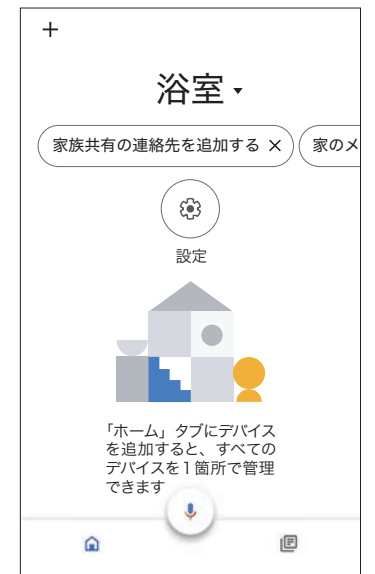 +
浴室
家族共有の連絡先を追加する ×
家のメ
設定
「ホーム」タブにデバイス
を追加すると、すべての
デバイスを1箇所で管理
できます